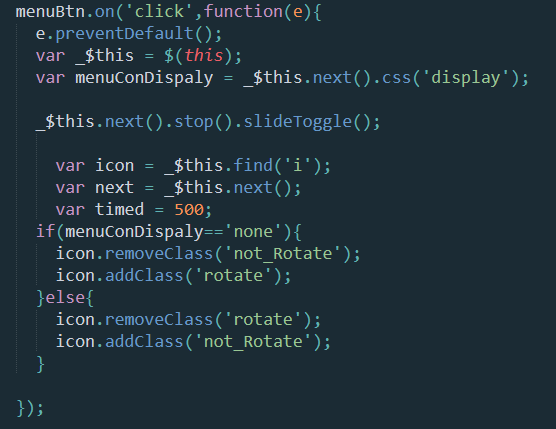 menuBtn.on('click',function(e){
e.preventDefault();
var _$this = $(this);
var menuConDispaly = _$this.next().css('display');
_$this.next().stop().slideToggle();
var icon = _$this.find('i');
var next = _$this.next();
var timed = 500;
if(menuConDispaly=='none'){
icon.removeClass('not_Rotate');
icon.addClass('rotate');
}else{
icon.removeClass('rotate');
icon.addClass('not_Rotate');
}
});